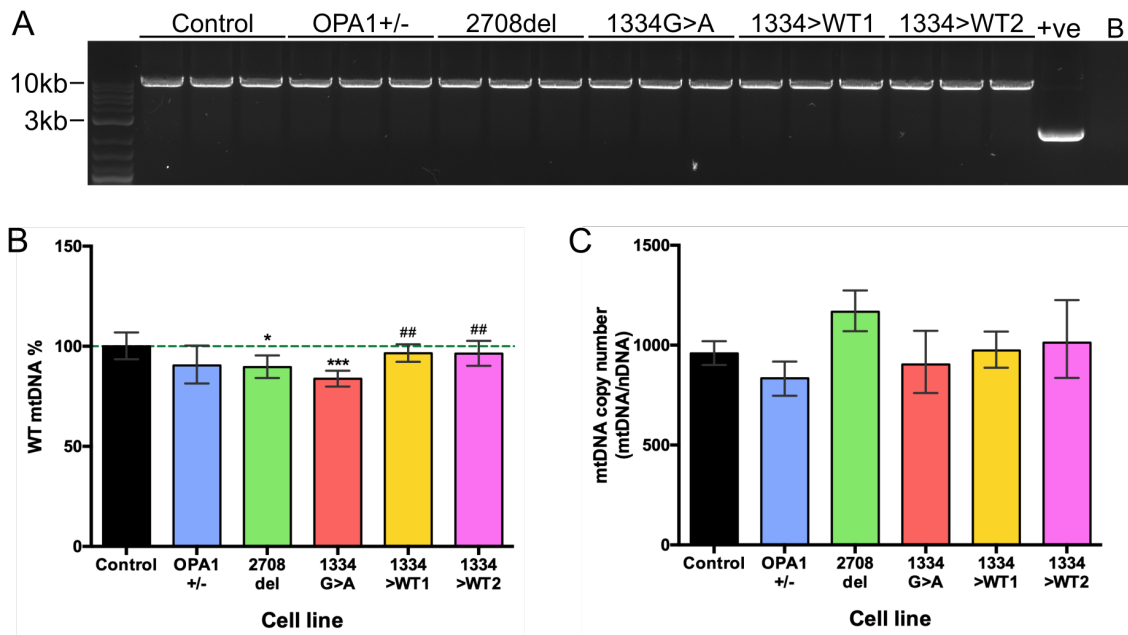 A Control OPA1+/- 2708del 1334G>A 1334>WT1 1334>WT2 +ve B
10kb
3kb
B
150
100
50
0
WT mtDNA %
* *** ## ##
Control OPA1 +/- 2708 del 1334 G>A 1334 >WT1 1334 >WT2
Cell line
C
1500
1000
500
0
mtDNA copy number
(mtDNA/nDNA)
Control OPA1 +/- 2708 del 1334 G>A 1334 >WT1 1334 >WT2
Cell line